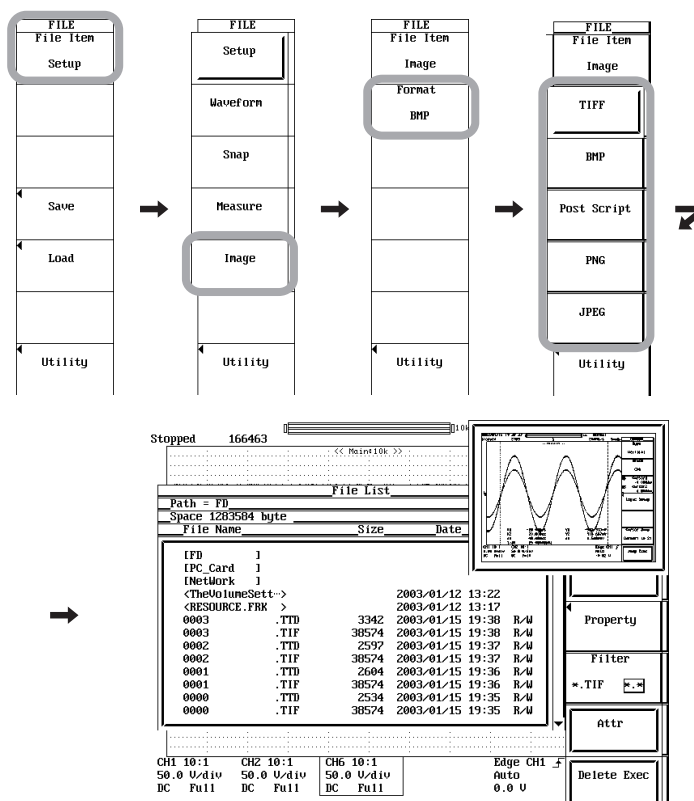 FILE
File Item
Setup
Save
Load
Utility
FILE
Setup
Waveform
Snap
Measure
Image
Utility
FILE
File Item
Image
Format
BMP
Utility
FILE
File Item
Image
TIFF
BMP
Post Script
PNG
JPEG
Utility
Stopped 166463
<< Main:10k >>
File List
Path = FD
Space 1283584 byte
File Name Size Date
[FD ]
[PC_Card ]
[NetWork ]
<TheVolumeSett…> 2003/01/12 13:22
<RESOURCE.FRK > 2003/01/12 13:17
0003 .TTD 3342 2003/01/15 19:38 R/W
0003 .TIF 38574 2003/01/15 19:38 R/W
0002 .TTD 2597 2003/01/15 19:37 R/W
0002 .TIF 38574 2003/01/15 19:37 R/W
0001 .TTD 2604 2003/01/15 19:36 R/W
0001 .TIF 38574 2003/01/15 19:36 R/W
0000 .TTD 2534 2003/01/15 19:35 R/W
0000 .TIF 38574 2003/01/15 19:35 R/W
Property
Filter
*.TIF *.*
Attr
Delete Exec
CH1 10:1 CH2 10:1 CH6 10:1 Edge CH1
50.0 V/div 50.0 V/div 50.0 V/div Auto
DC Full DC Full DC Full 0.0 V